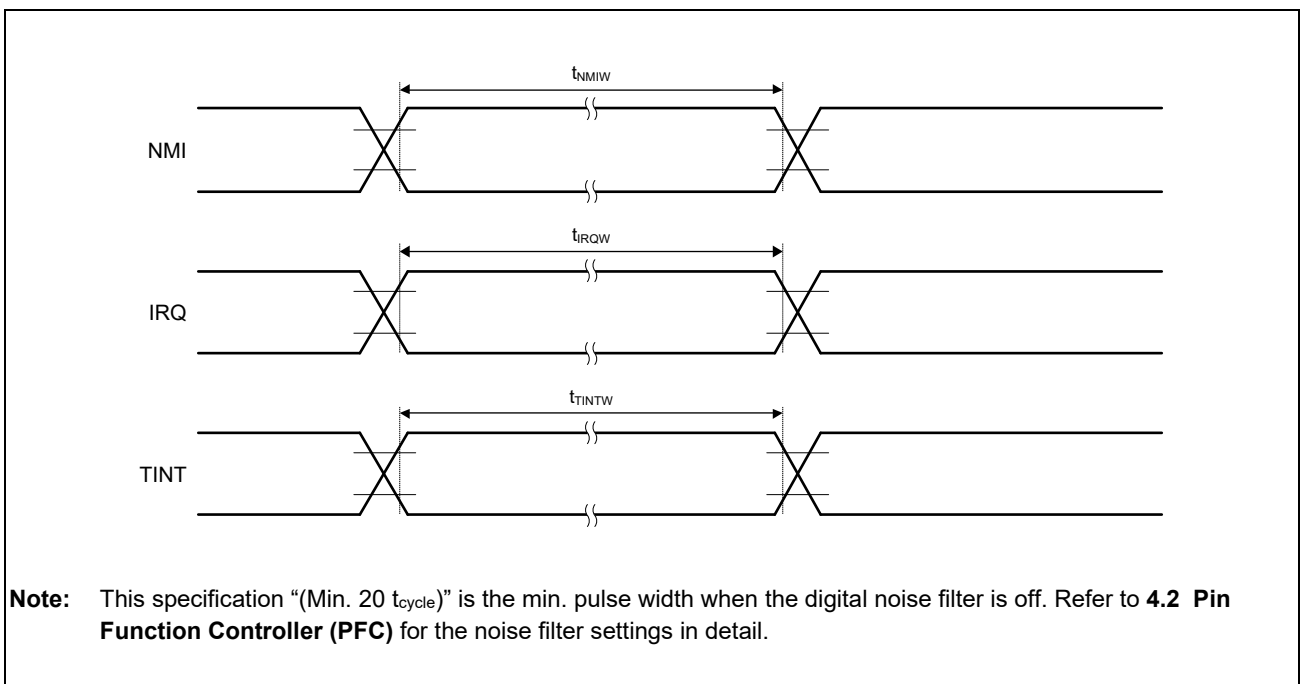 tNMIW
NMI
tIRQW
IRQ
tTINTW
TINT
Note: This specification “(Min. 20 tcycle)” is the min. pulse width when the digital noise filter is off. Refer to 4.2 Pin
Function Controller (PFC) for the noise filter settings in detail.